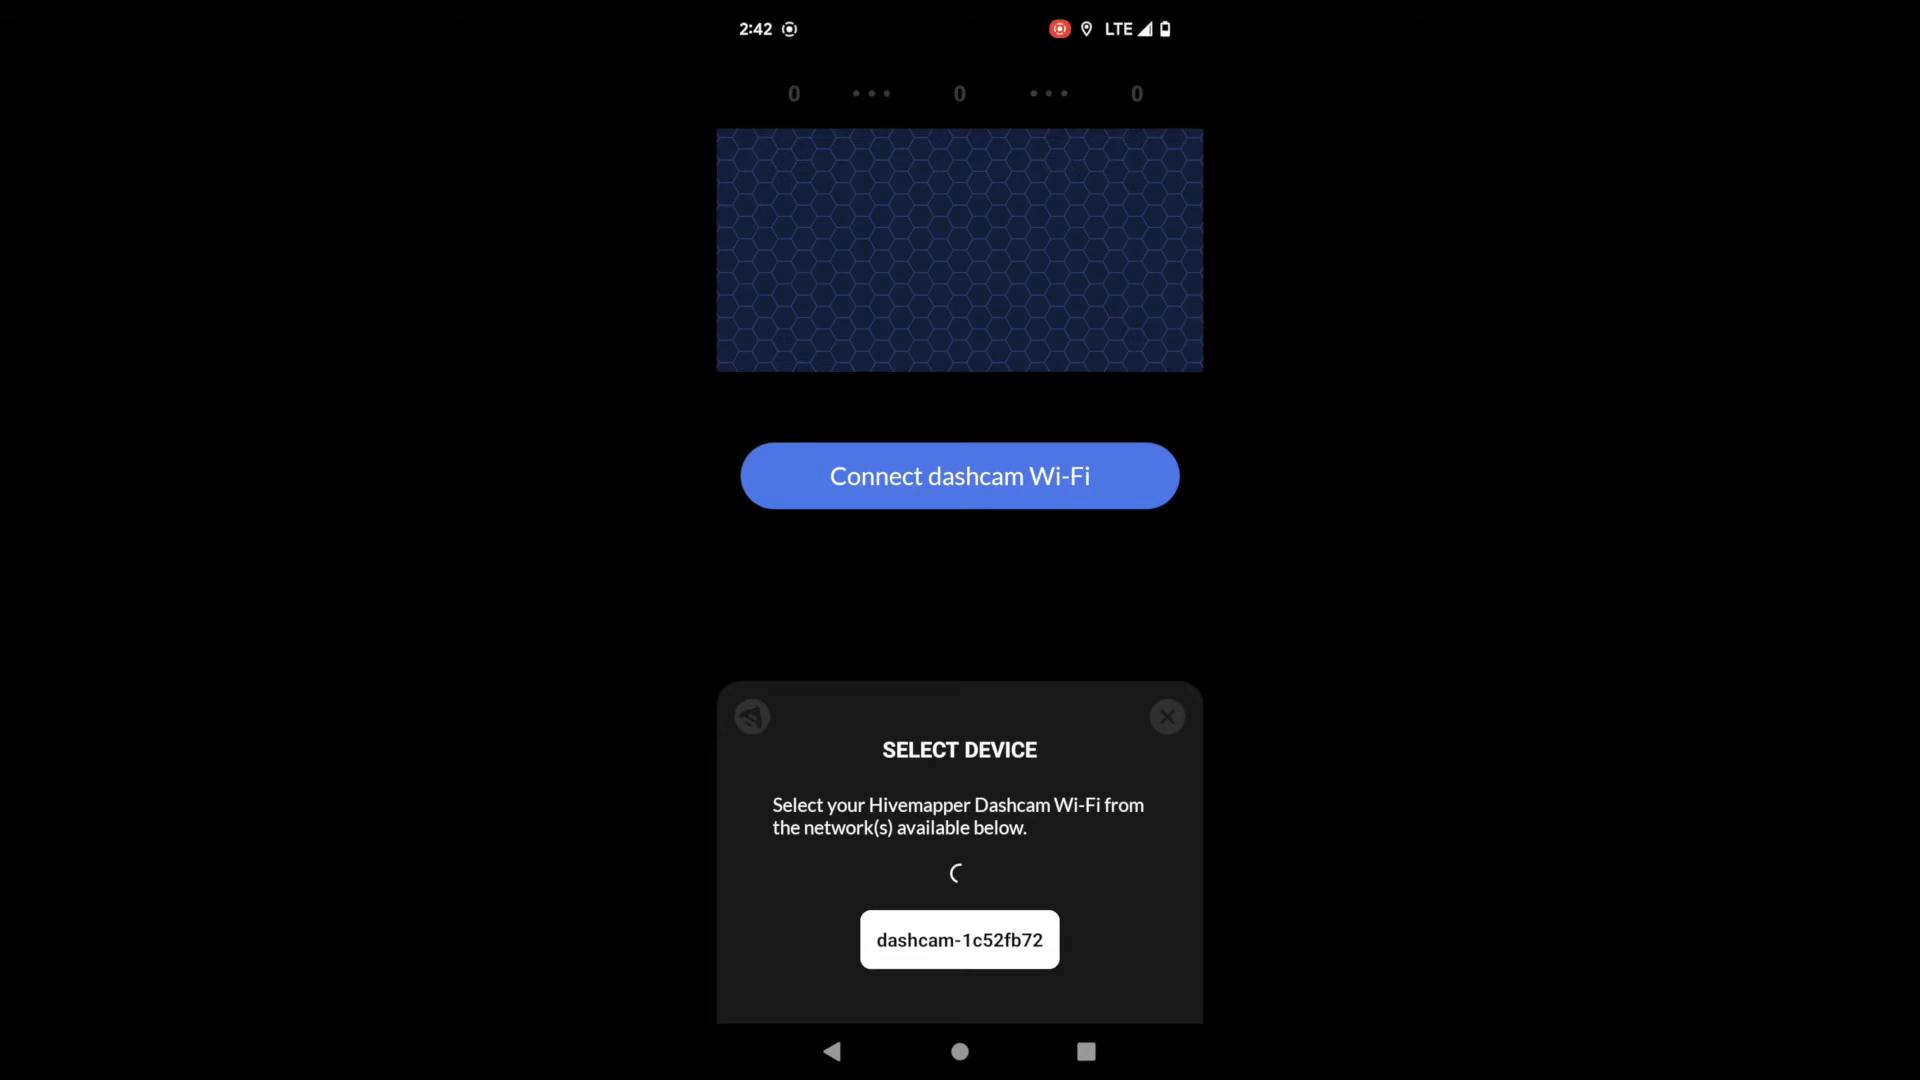 2:42 LTE
0 ••• 0 ••• 0
Connect dashcam Wi-Fi
SELECT DEVICE
Select your Hivemapper Dashcam Wi-Fi from
the network(s) available below.
dashcam-1c52fb72